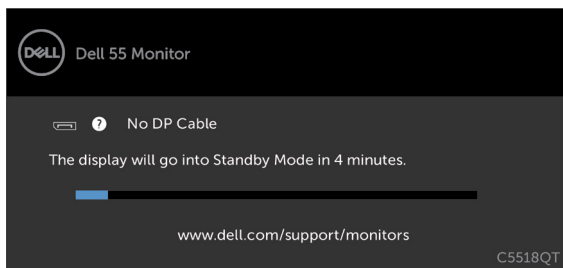 DELL Dell 55 Monitor
? No DP Cable
The display will go into Standby Mode in 4 minutes.
www.dell.com/support/monitors
C5518QT